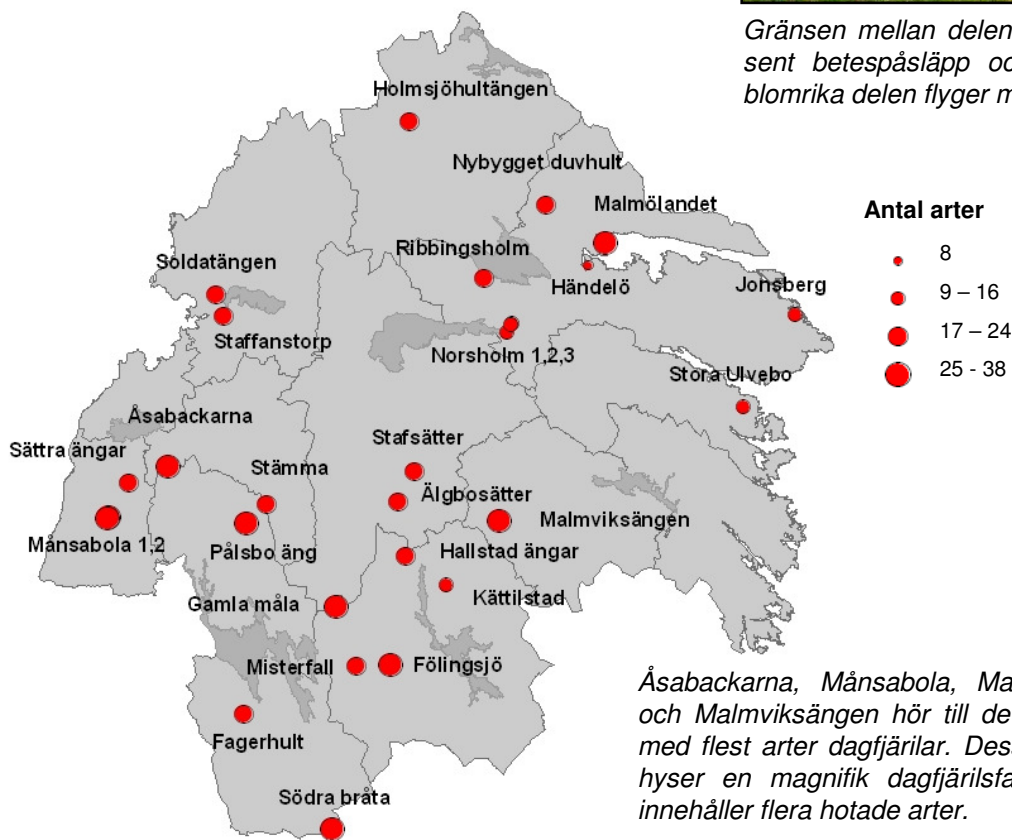 Gränsen mellan delen
sent betespåsläpp oc
blomrika delen flyger m
Holmsjöhultängen
Nybygget duvhult
Malmölandet
Ribbingsholm
Händelö
Jonsberg
Soldatängen
Staffanstorp
Norsholm 1,2,3
Stora Ulvebo
Antal arter
8
9 – 16
17 – 24
25 - 38
Åsabackarna
Sättra ängar
Stämma
Stafsätter
Älgbosätter
Malmviksängen
Månsabola 1,2
Pålsbo äng
Hallstad ängar
Kättilstad
Gamla måla
Misterfall
Fölingsjö
Fagerhult
Södra bråta
Åsabackarna, Månsabola, Ma
och Malmviksängen hör till de
med flest arter dagfjärilar. Des
hyser en magnifik dagfjärilsfa
innehåller flera hotade arter.